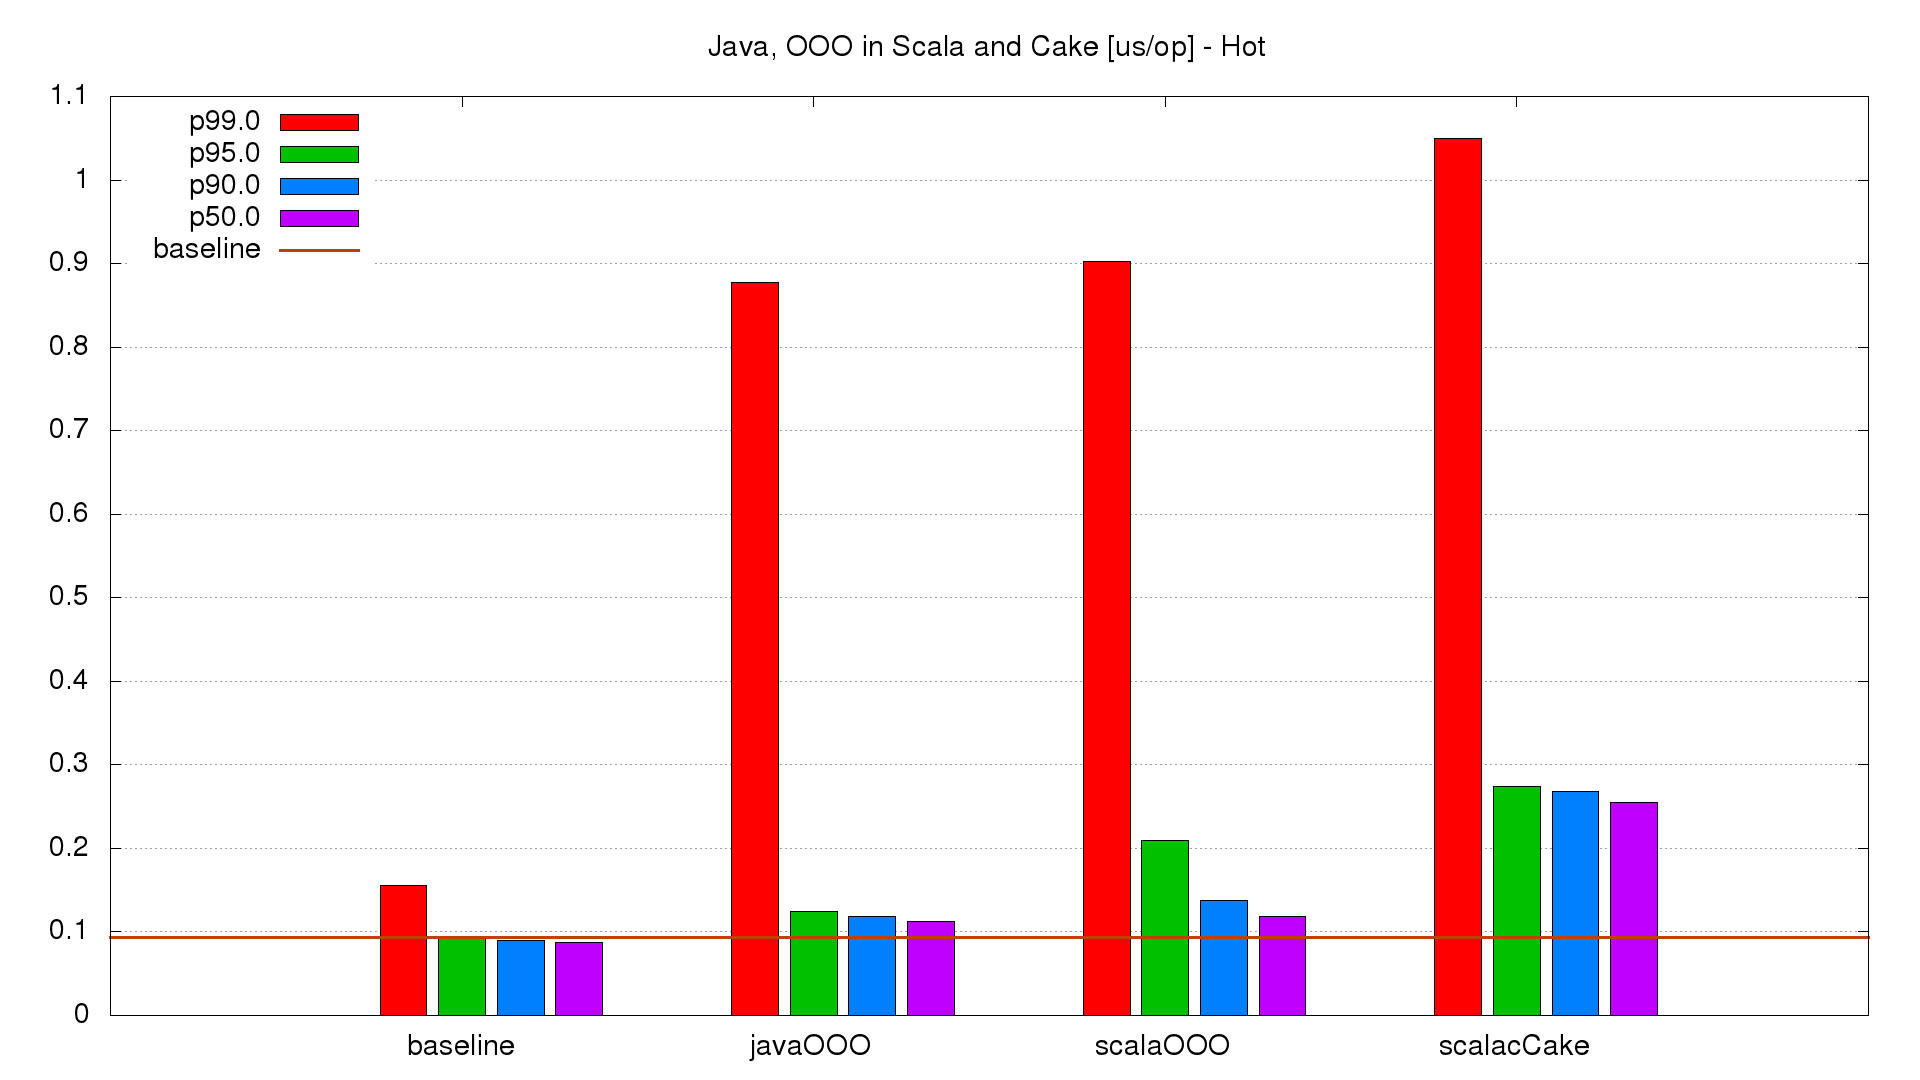 Java, OOO in Scala and Cake [us/op] - Hot
1.1
1
0.9
0.8
0.7
0.6
0.5
0.4
0.3
0.2
0.1
0
p99.0
p95.0
p90.0
p50.0
baseline
baseline
javaOOO
scalaOOO
scalacCake